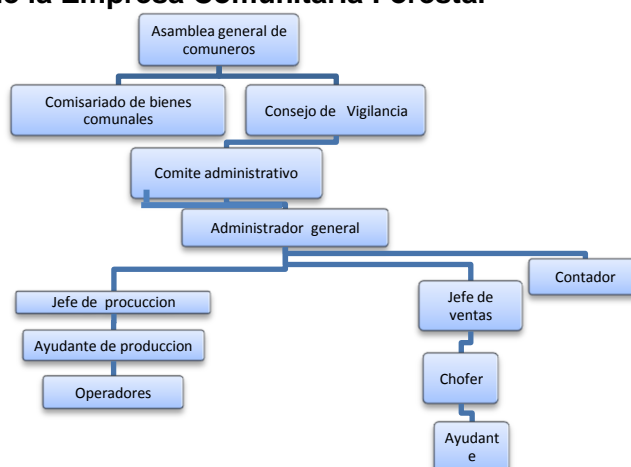 de la Empresa Comunitaria Forestal
Asamblea general de
comuneros
Comisariado de bienes
comunales
Consejo de Vigilancia
Comite administrativo
Administrador general
Contador
Jefe de procuccion
Jefe de
ventas
Ayudante de produccion
Chofer
Operadores
Ayudant
e